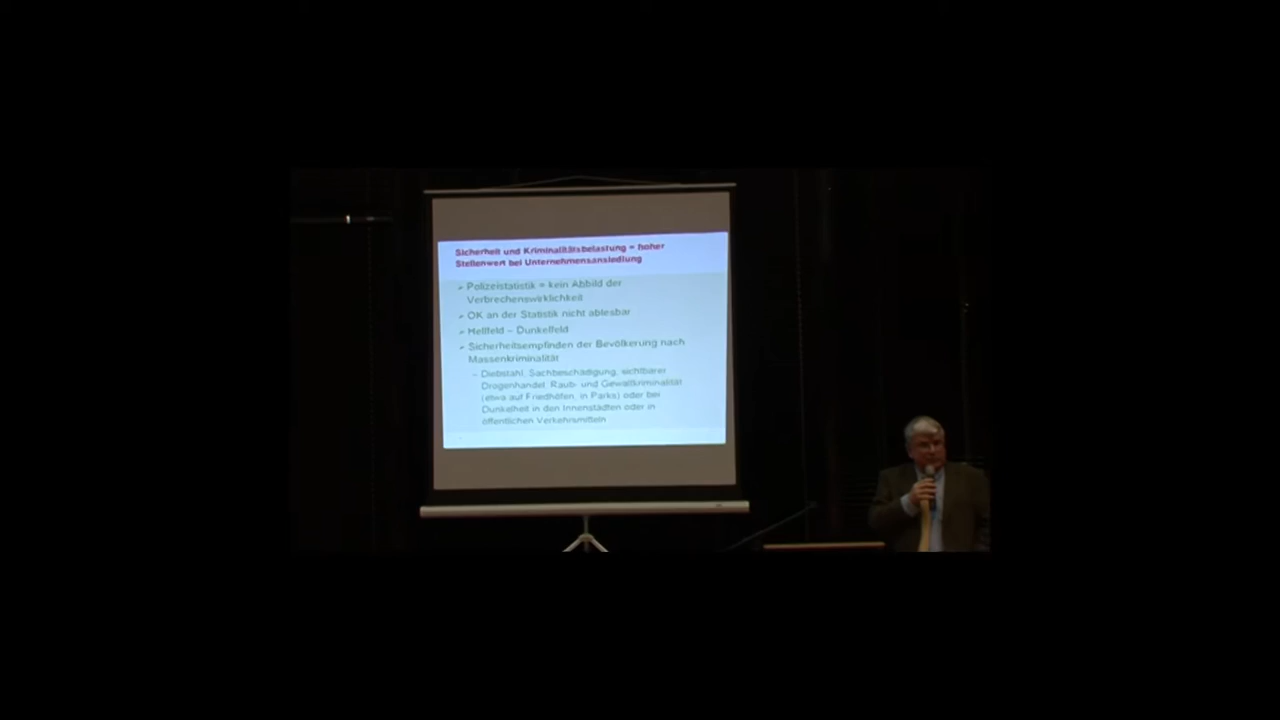 Sicherheit und Kriminalitätsbelastung = hoher
Stellenwert bei Unternehmensansiedlung
➢ Polizeistatistik = kein Abbild der
Verbrechenswirklichkeit
➢ OK an der Statistik nicht ablesbar
➢ Hellfeld – Dunkelfeld
➢ Sicherheitsempfinden der Bevölkerung nach
Massenkriminalität
– Diebstahl, Sachbeschädigung, sichtbarer
Drogenhandel, Raub- und Gewaltkriminalität
(etwa auf Friedhöfen, in Parks) oder bei
Dunkelheit in den Innenstädten oder in
öffentlichen Verkehrsmitteln